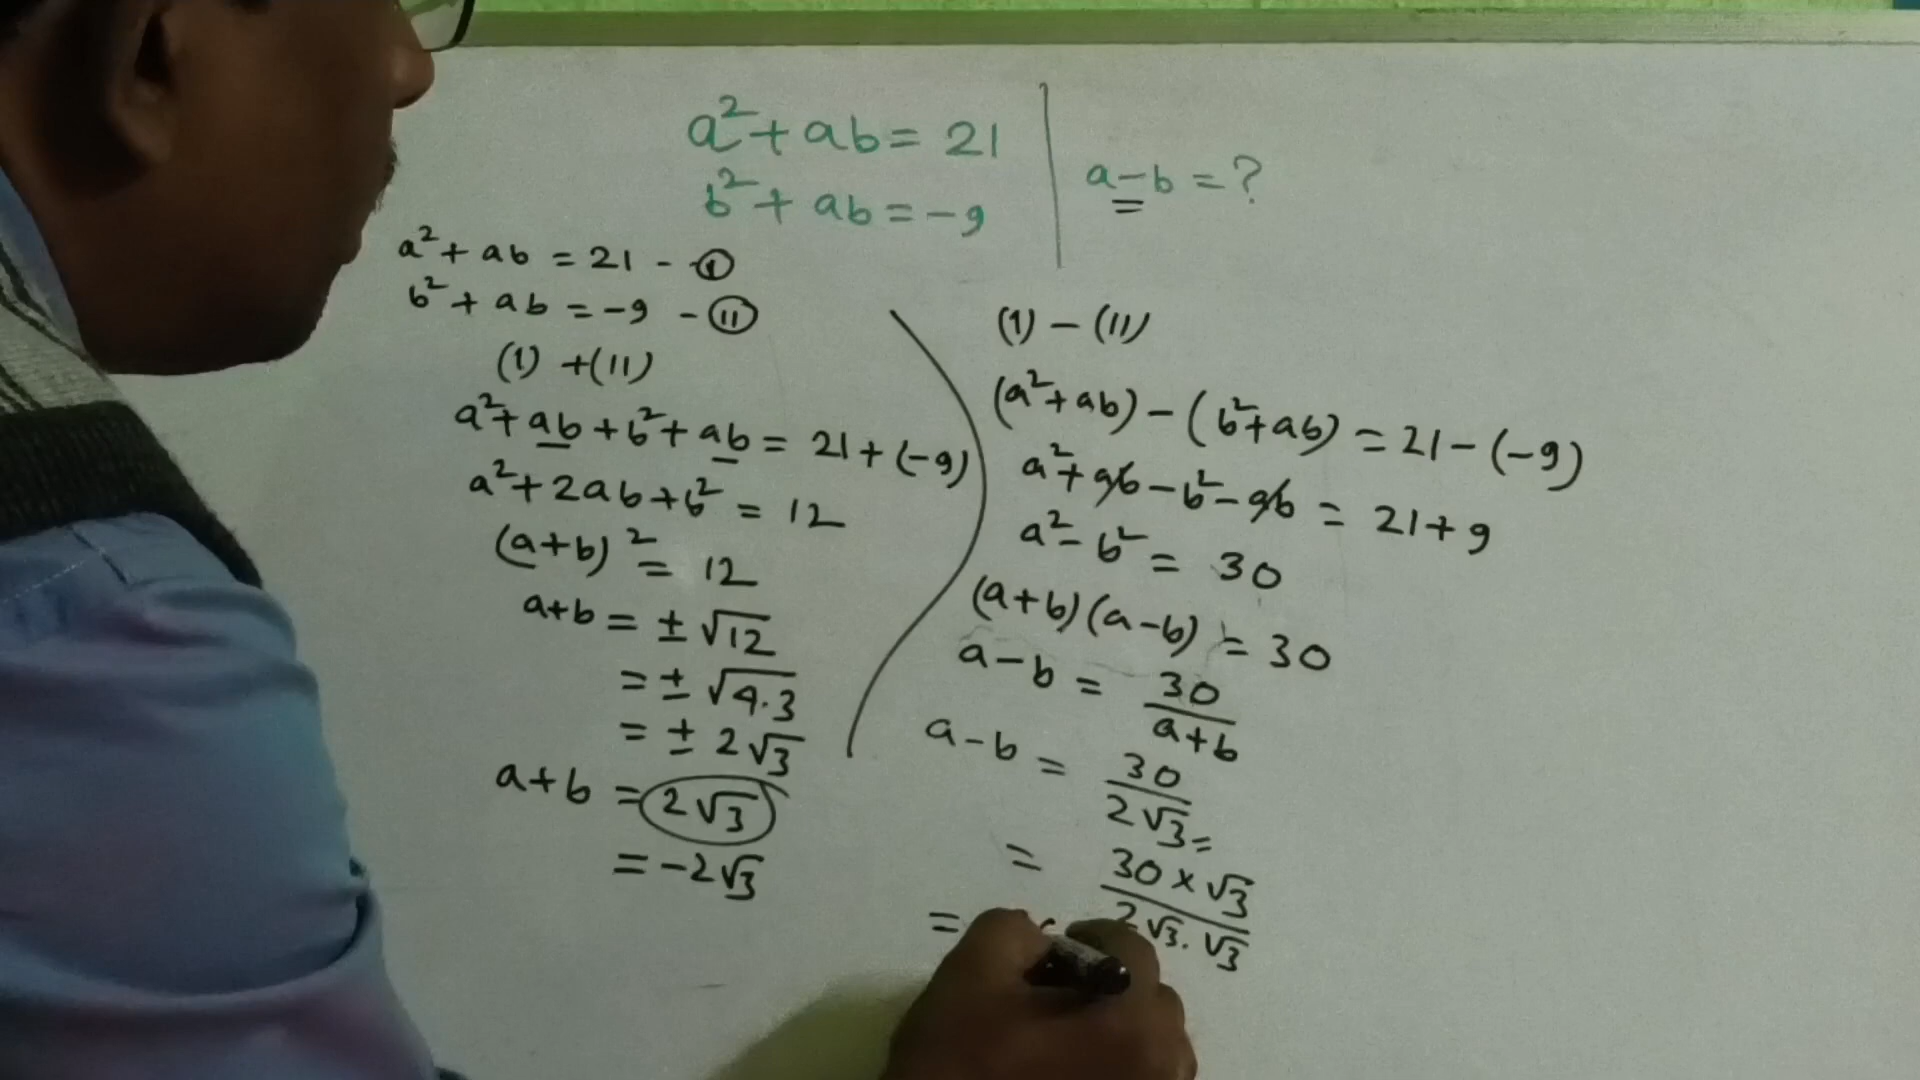 a²+ab=21
b²+ab=-9
a-b=?
a²+ab=21-(I)
b²+ab=-9-(II)
(1)+(11)
a²+ab+b²+ab=21+(-9)
a²+2ab+b²=12
(a+b)²=12
a+b=±√12
=±√4.3
=±2√3
a+b=2√3
=-2√3
(1)-(11)
(a²+ab)-(b²+ab)=21-(-9)
a²+ab-b²-ab=21+9
a²-b²=30
(a+b)(a-b)=30
a-b=30/a+b
a-b=30/2√3=
=30×√3/2√3.√3
=